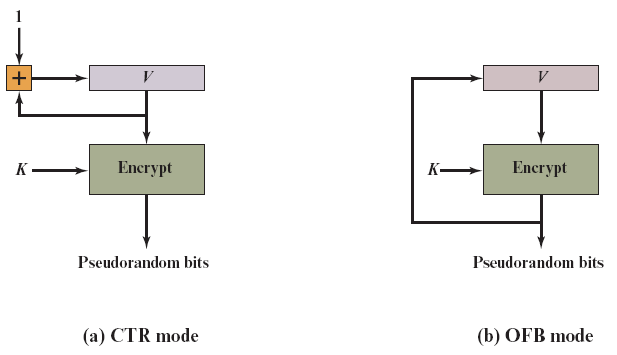 1
+
V
K
Encrypt
Pseudorandom bits
(a) CTR mode
V
K
Encrypt
Pseudorandom bits
(b) OFB mode